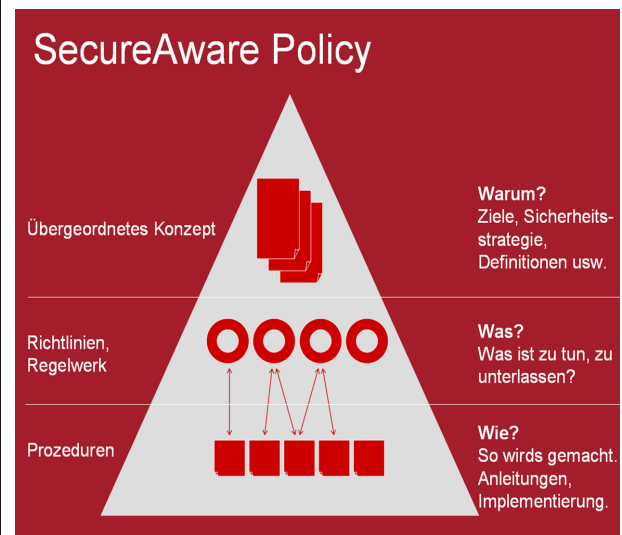 SecureAware Policy
Übergeordnetes Konzept
Warum?
Ziele, Sicherheits-
strategie,
Definitionen usw.
Richtlinien,
Regelwerk
Was?
Was ist zu tun, zu
unterlassen?
Prozeduren
Wie?
So wirds gemacht.
Anleitungen,
Implementierung.